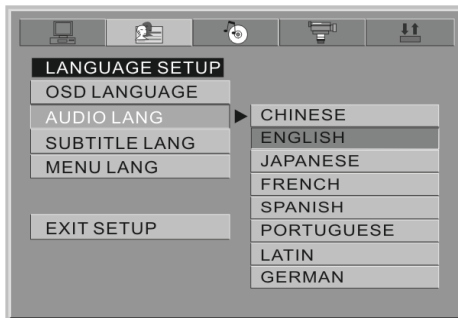 LANGUAGE SETUP
OSD LANGUAGE
AUDIO LANG
SUBTITLE LANG
MENU LANG
EXIT SETUP
CHINESE
ENGLISH
JAPANESE
FRENCH
SPANISH
PORTUGUESE
LATIN
GERMAN